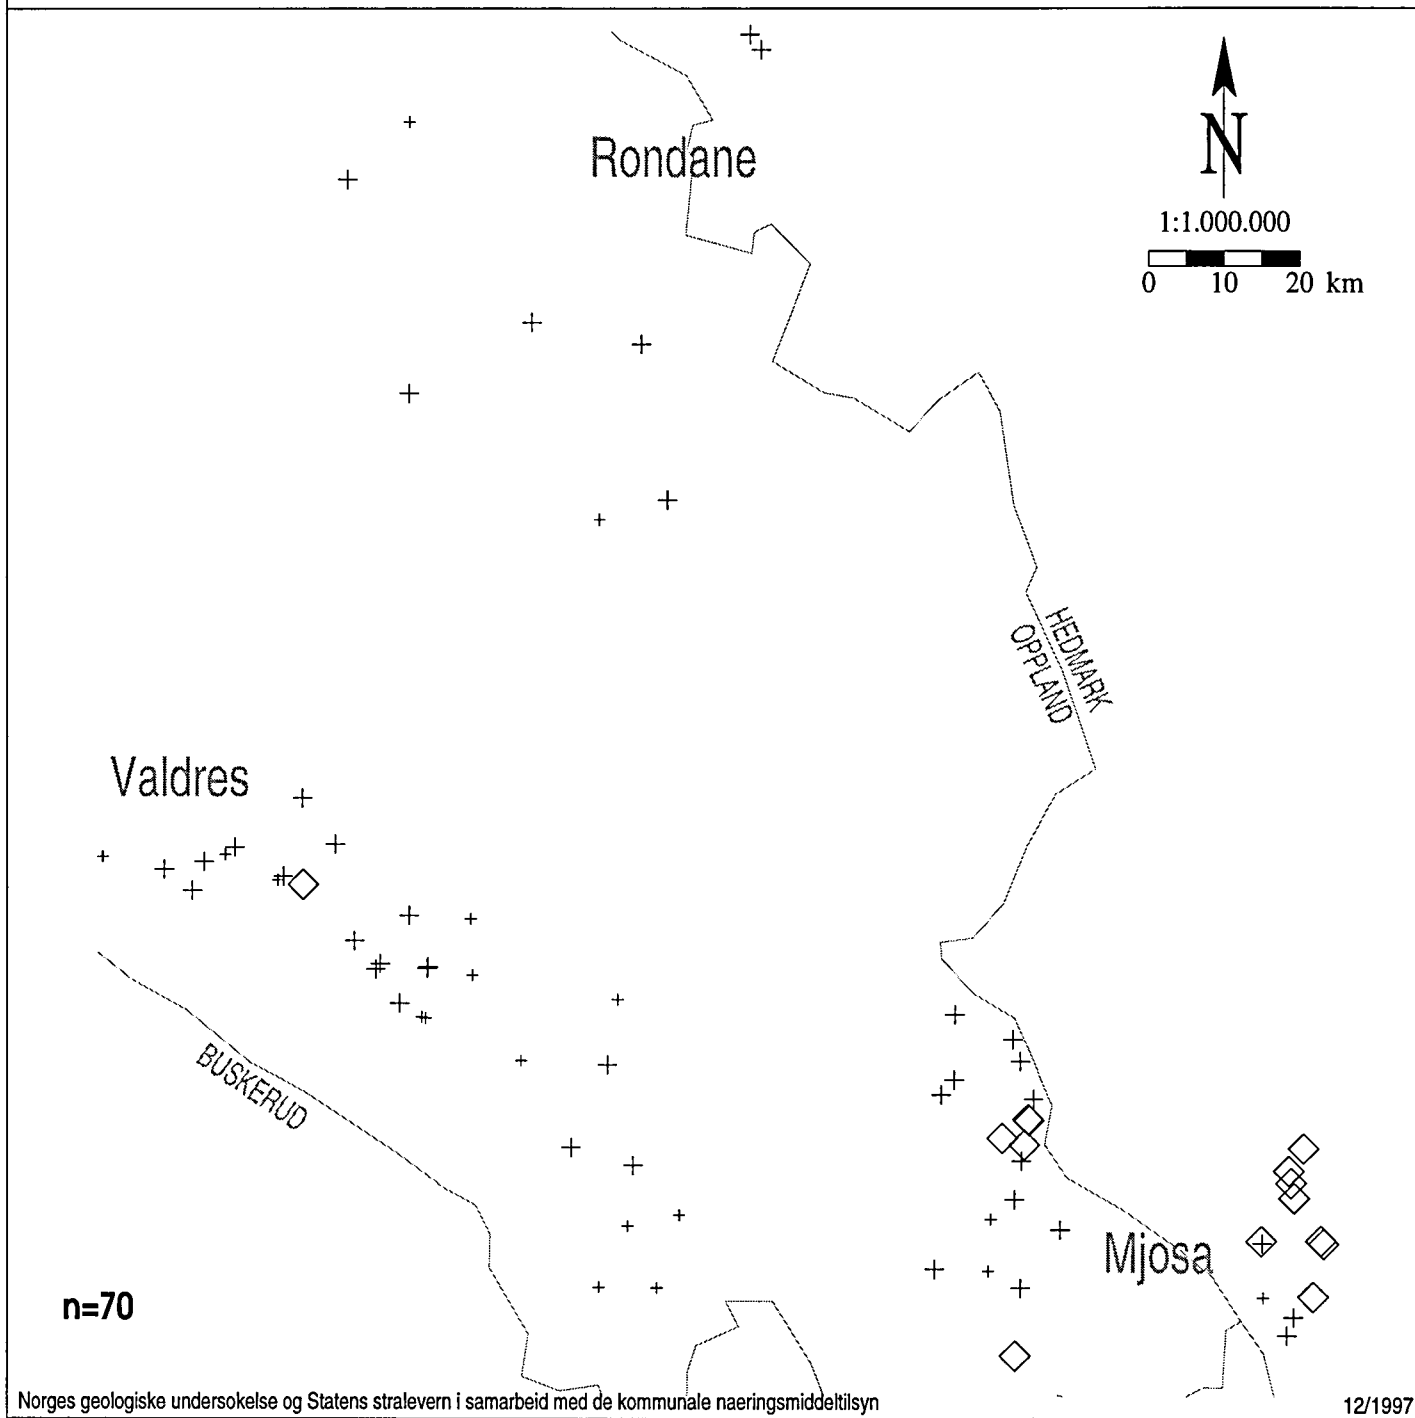 Rondane
N
1:1.000.000
0 10 20 km
HEDMARK
OPPLAND
Valdres
BUSKERUD
Mjosa
n=70
Norges geologiske undersokelse og Statens stralevern i samarbeid med de kommunale naeringsmiddeltilsyn
12/1997